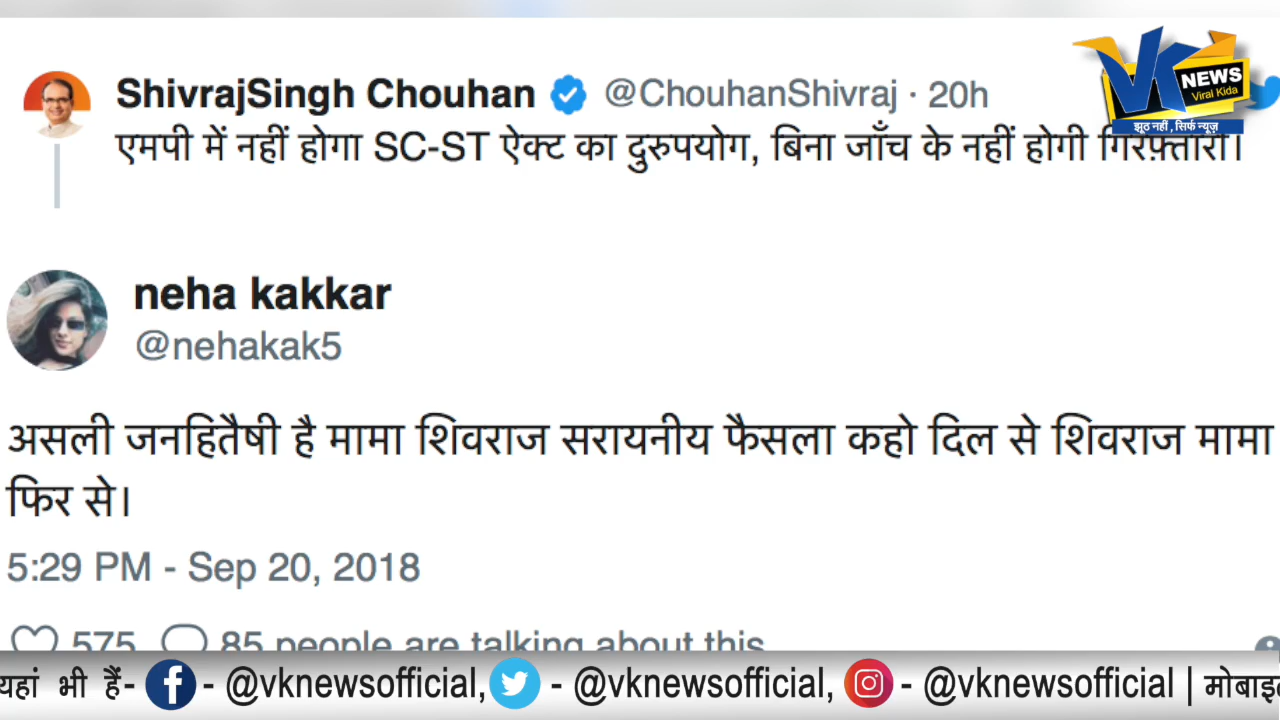 ShivrajSingh Chouhan @ChouhanShivraj · 20h
एमपी में नहीं होगा SC-ST ऐक्ट का दुरुपयोग, बिना जाँच के नहीं होगी गिरफ़्तारी।
VK NEWS
Viral Kida
झूठ नहीं, सिर्फ न्यूज़
neha kakkar
@nehakak5
असली जनहितैषी है मामा शिवराज सरायनीय फैसला कहो दिल से शिवराज मामा
फिर से।
5:29 PM - Sep 20, 2018
575 85 people are talking about this
यहां भी हैं- - @vknewsofficial, - @vknewsofficial, - @vknewsofficial |